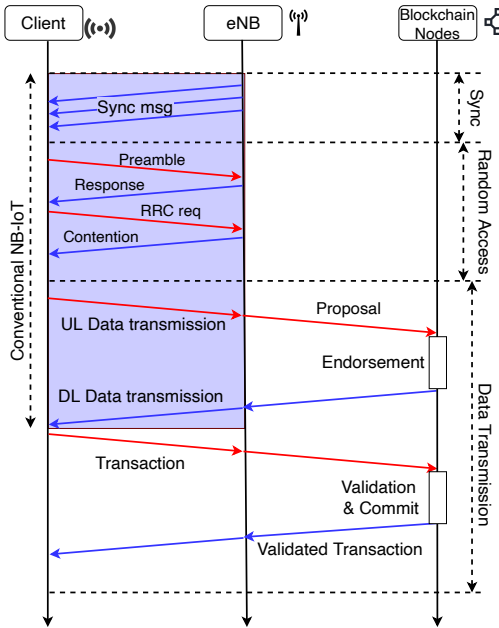 Client
eNB
Blockchain
Nodes
Sync msg
Sync
Preamble
Response
RRC req
Contention
Random Access
Conventional NB-IoT
Proposal
UL Data transmission
Endorsement
DL Data transmission
Data Transmission
Transaction
Validation
& Commit
Validated Transaction